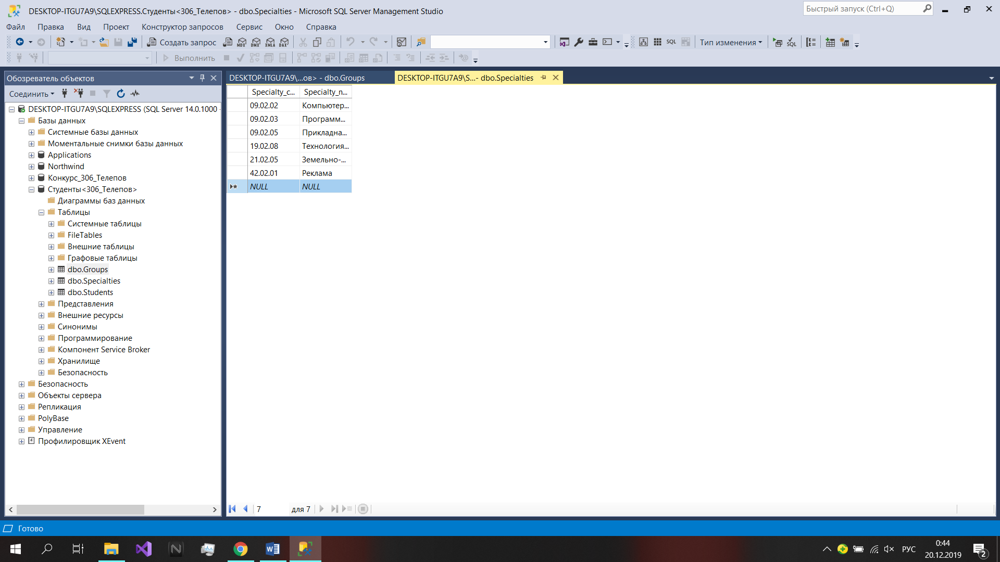 DESKTOP-ITGU7A9\SQLEXPRESS.Студенты<306_Телепов> - dbo.Specialties - Microsoft SQL Server Management Studio
Быстрый запуск (Ctrl+Q)
Файл Правка Вид Проект Конструктор запросов Сервис Окно Справка
Создать запрос MDX DMX XMLA DAX SQL Тип изменения SQL
Выполнить
Обозреватель объектов
DESKTOP-ITGU7A9\...ов> - dbo.Groups
DESKTOP-ITGU7A9\S...- dbo.Specialties
Соединить
DESKTOP-ITGU7A9\SQLEXPRESS (SQL Server 14.0.1000 -
Базы данных
Системные базы данных
Моментальные снимки базы данных
Applications
Northwind
Конкурс_306_Телепов
Студенты<306_Телепов>
Диаграммы баз данных
Таблицы
Системные таблицы
FileTables
Внешние таблицы
Графовые таблицы
dbo.Groups
dbo.Specialties
dbo.Students
Представления
Внешние ресурсы
Синонимы
Программирование
Компонент Service Broker
Хранилище
Безопасность
Безопасность
Объекты сервера
Репликация
PolyBase
Управление
Профилировщик XEvent
Specialty_c... Specialty_n...
09.02.02 Компьютер...
09.02.03 Программ...
09.02.05 Прикладна...
19.02.08 Технология...
21.02.05 Земельно-...
42.02.01 Реклама
NULL NULL
7 для 7
Готово
РУС
0:44
20.12.2019
2